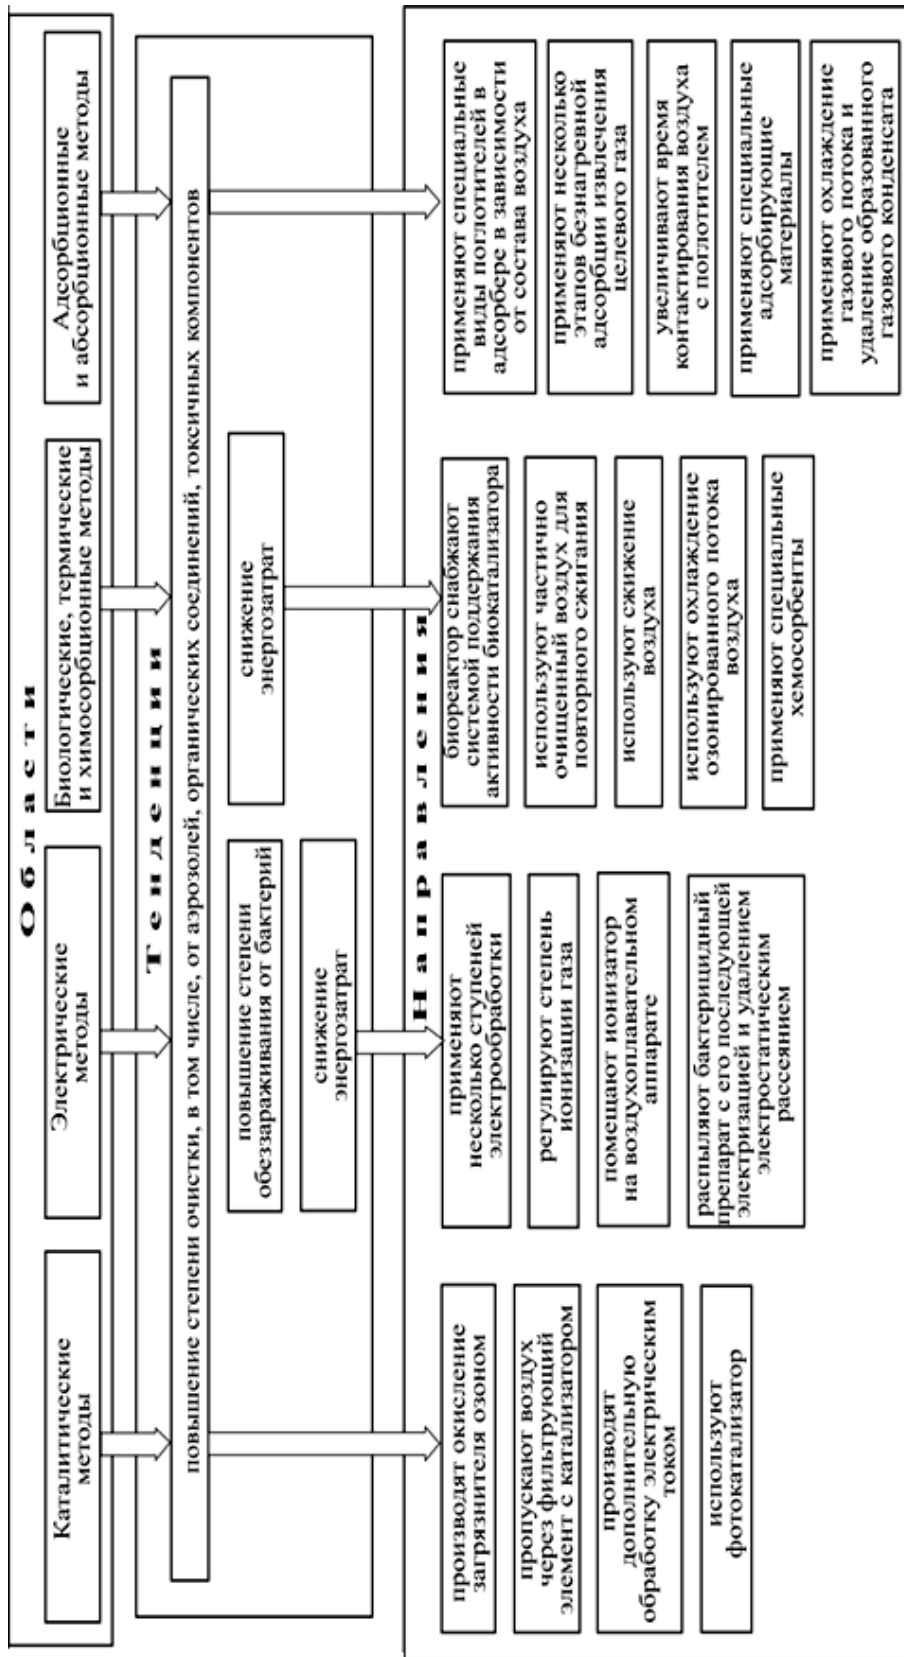 Области
Каталитические
методы
Электрические
методы
Биологические, термические
и химосорбционные методы
Адсорбционные
и абсорбционные методы
Тенденции
повышение степени очистки, в том числе, от аэрозолей, органических соединений, токсичных компонентов
повышение степени
обеззараживания от бактерий
снижение
энергозатрат
снижение
энергозатрат
Направления
производят окисление
загрязнителя озоном
пропускают воздух
через фильтрующий
элемент с катализатором
производят
дополнительную
обработку электрическим
током
используют
фотокатализатор
применяют
несколько ступеней
электрообработки
регулируют степень
ионизации газа
помещают ионизатор
на воздухоплавательном
аппарате
распыляют бактерицидный
препарат с его последующей
электризацией и удалением
электростатическим
рассеянием
биореактор снабжают
системой поддержания
активности биокатализатора
используют частично
очищенный воздух для
повторного сжигания
используют сжижение
воздуха
используют охлаждение
озонированного потока
воздуха
применяют специальные
хемосорбенты
применяют специальные
виды поглотителей в
адсорбере в зависимости
от состава воздуха
применяют несколько
этапов безнагревной
адсорбции извлечения
целевого газа
увеличивают время
контактирования воздуха
с поглотителем
применяют специальные
адсорбирующие
материалы
применяют охлаждение
газового потока и
удаление образованного
газового конденсата